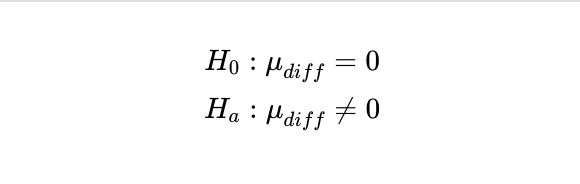 H₀ : μ_diff = 0
Hₐ : μ_diff ≠ 0